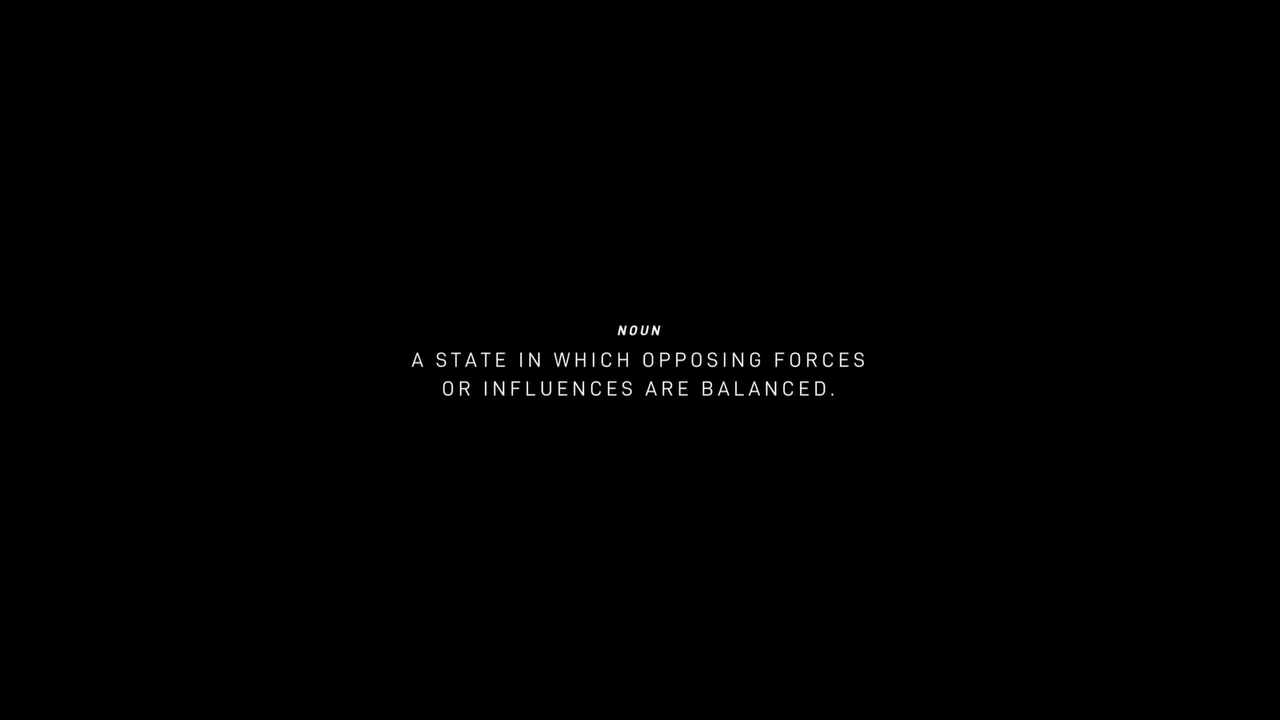 NOUN
A STATE IN WHICH OPPOSING FORCES
OR INFLUENCES ARE BALANCED.